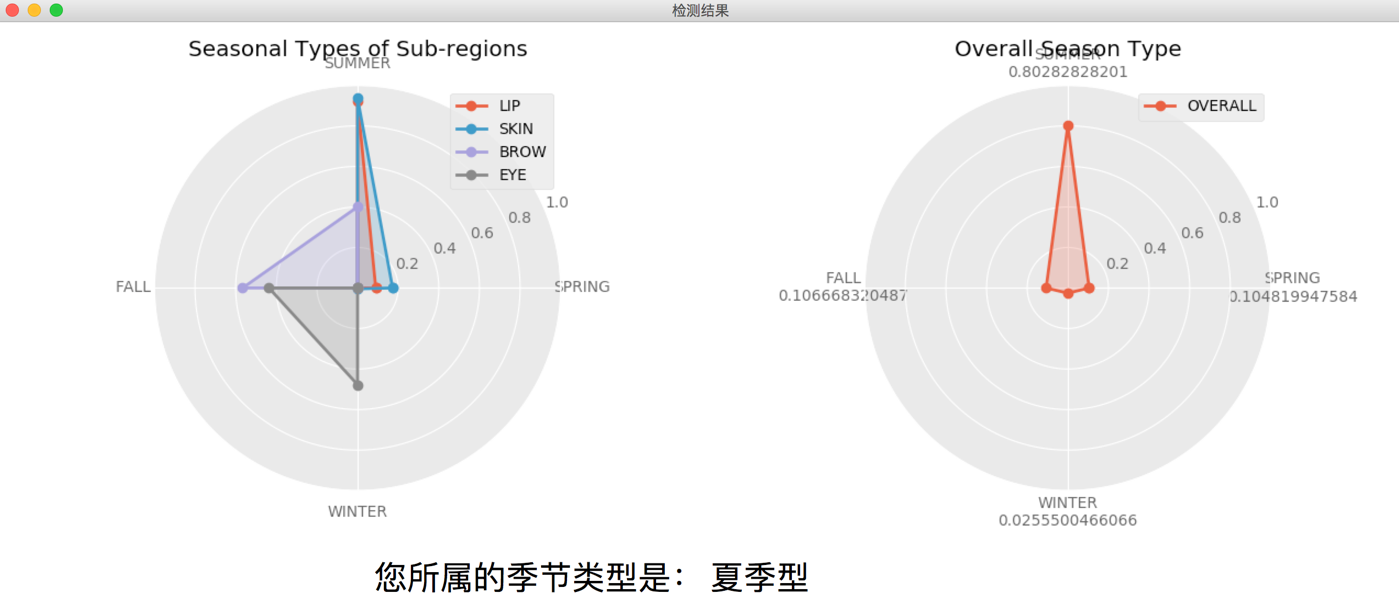 检测结果
Seasonal Types of Sub-regions
SUMMER
LIP
SKIN
BROW
EYE
1.0
0.8
0.6
0.4
0.2
FALL
SPRING
WINTER
Overall Season Type
SUMMER
0.80282828201
OVERALL
1.0
0.8
0.6
0.4
0.2
FALL
0.106668320487
SPRING
0.104819947584
WINTER
0.0255500466066
您所属的季节类型是： 夏季型